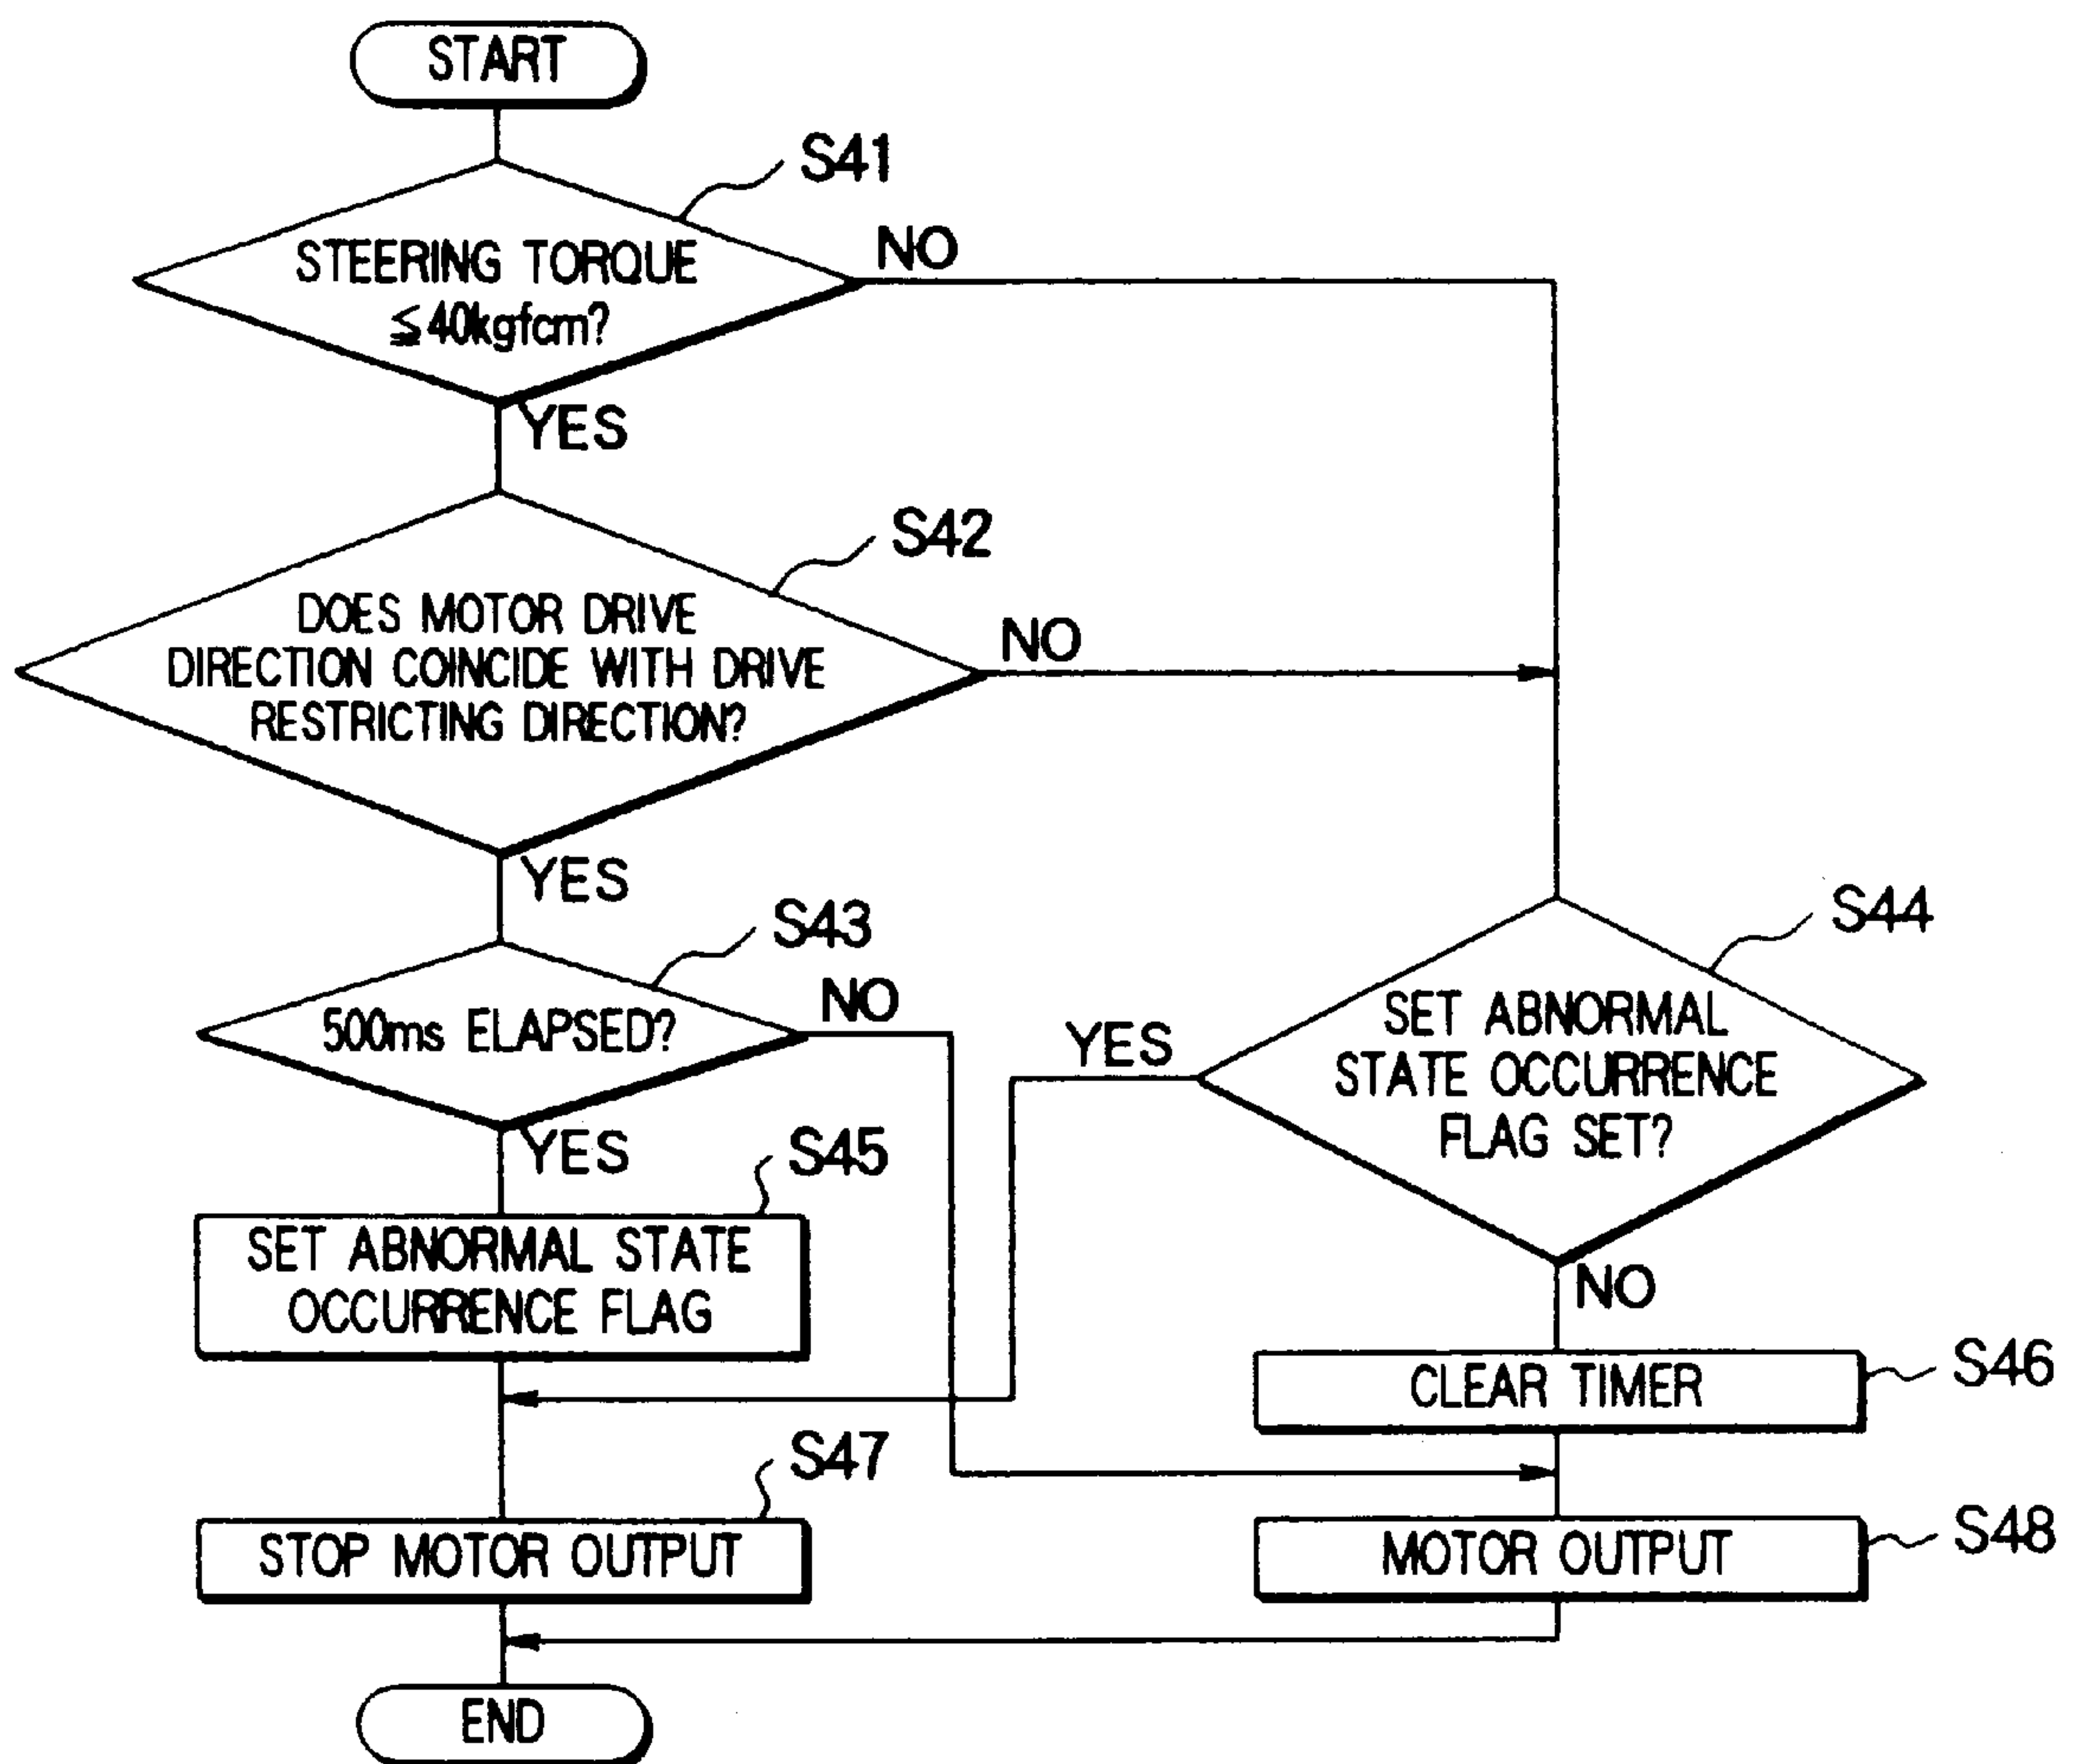 START
S41
STEERING TORQUE
≦40kgfcm?
NO
YES
S42
DOES MOTOR DRIVE
DIRECTION COINCIDE WITH DRIVE
RESTRICTING DIRECTION?
NO
YES
S43
500ms ELAPSED?
NO
YES
S44
SET ABNORMAL
STATE OCCURRENCE
FLAG SET?
YES
NO
S45
SET ABNORMAL STATE
OCCURRENCE FLAG
S46
CLEAR TIMER
S47
STOP MOTOR OUTPUT
S48
MOTOR OUTPUT
END